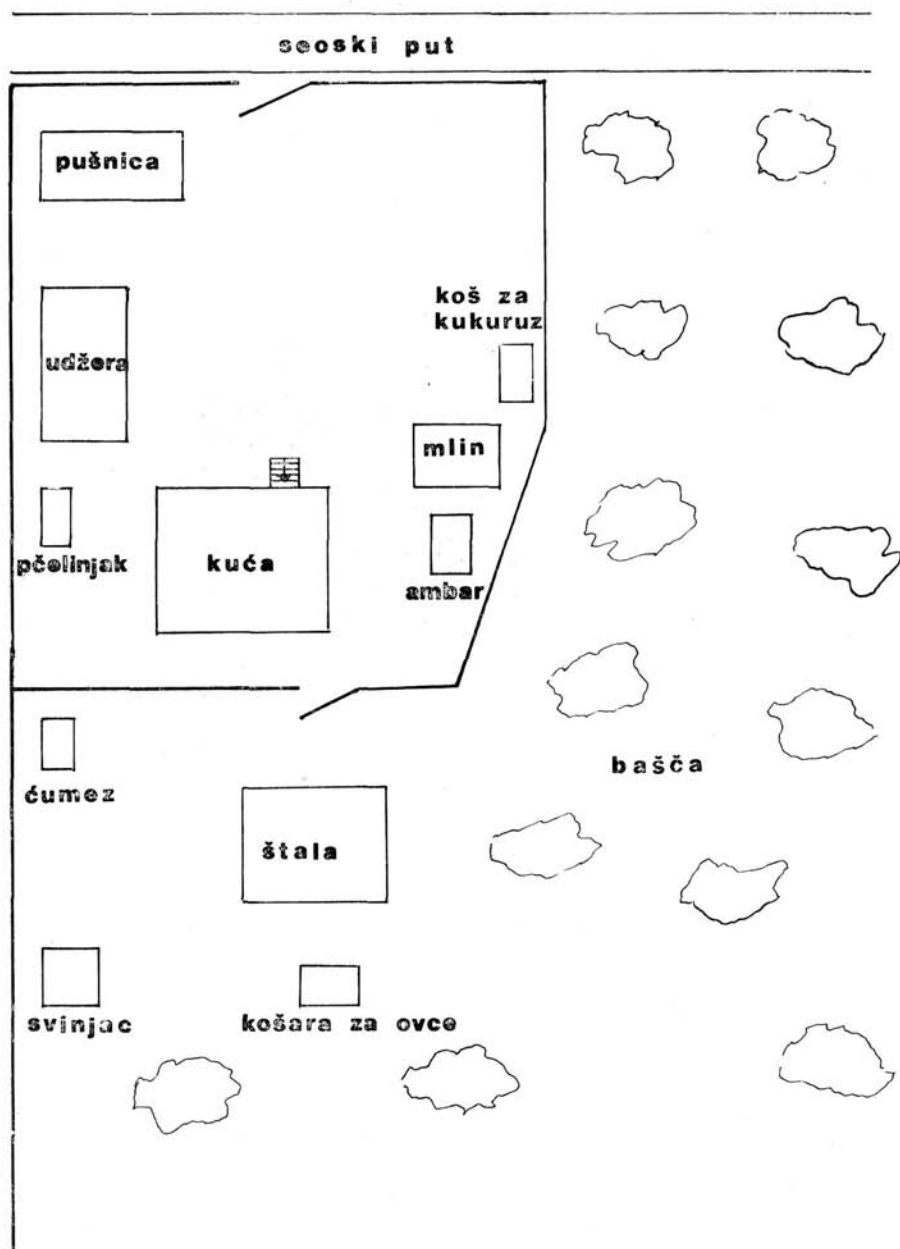 seoski put
pušnica
koš za
kukuruz
udžera
mlin
pčelinjak
kuća
ambar
ćumez
bašča
štala
svinjac
košara za ovce